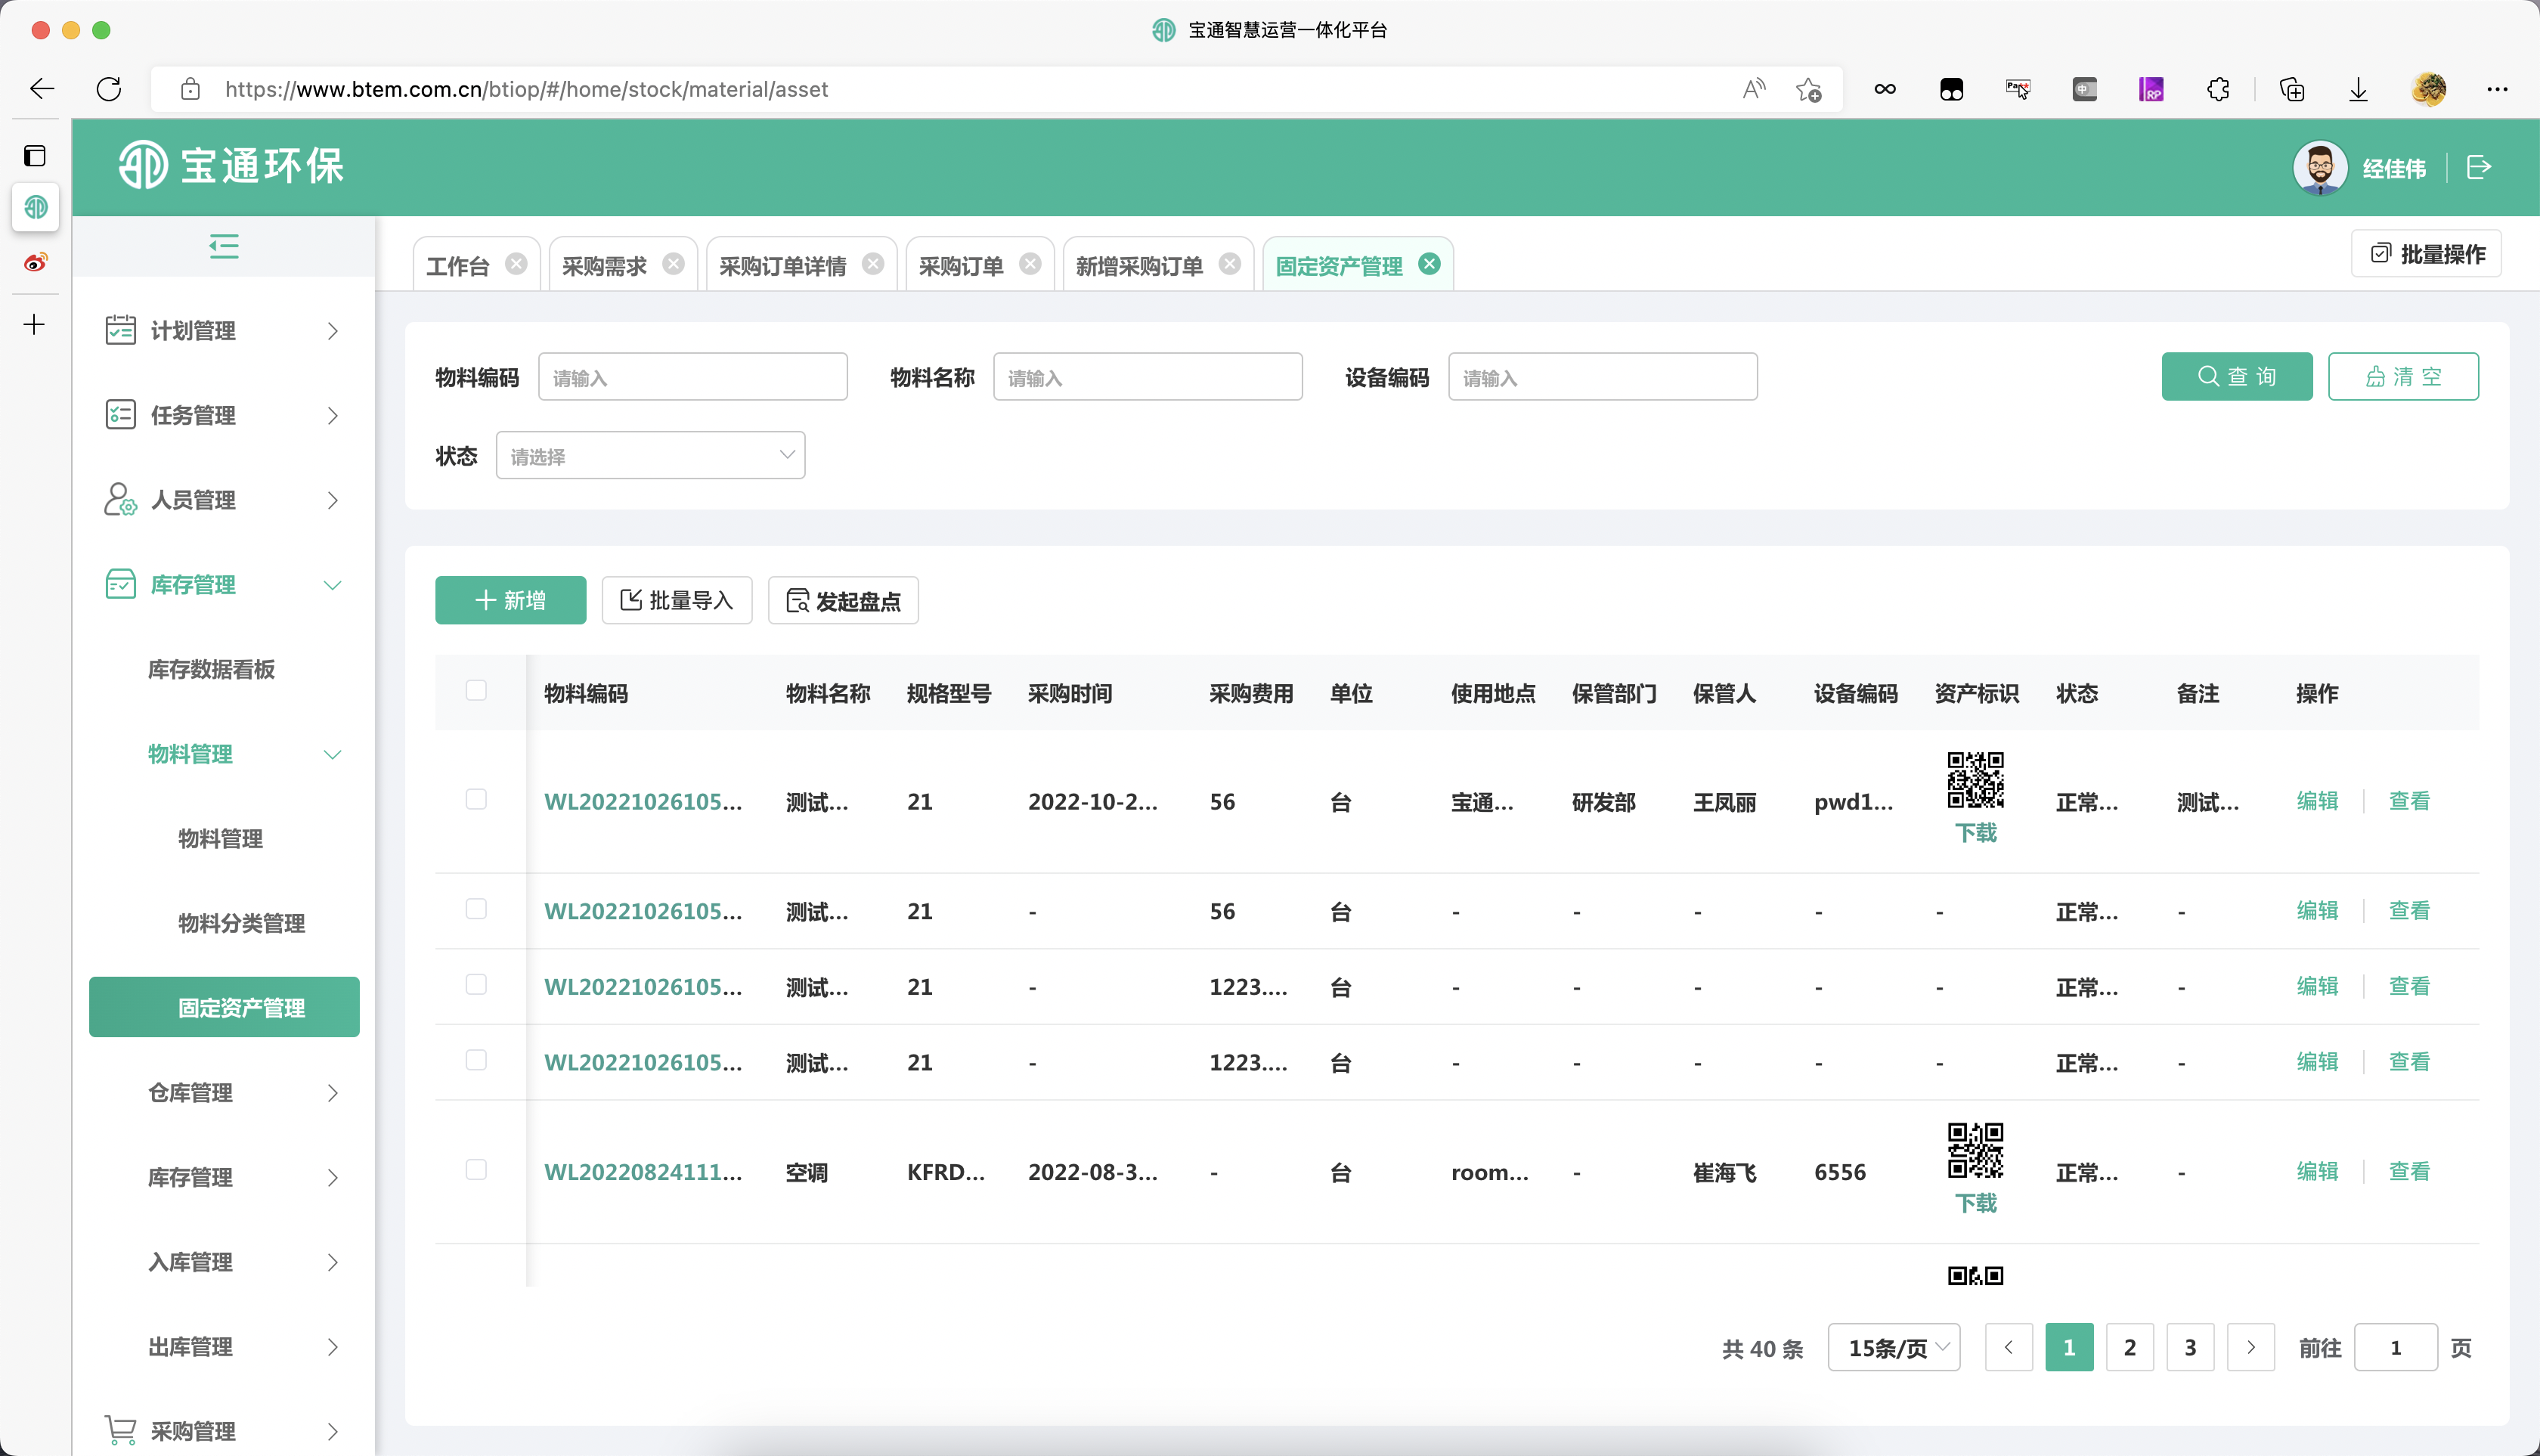 宝通智慧运营一体化平台
https://www.btem.com.cn/btiop/#/home/stock/material/asset
宝通环保
经佳伟
工作台
采购需求
采购订单详情
采购订单
新增采购订单
固定资产管理
批量操作
计划管理
任务管理
人员管理
库存管理
库存数据看板
物料管理
物料管理
物料分类管理
固定资产管理
仓库管理
库存管理
入库管理
出库管理
采购管理
物料编码 请输入 物料名称 请输入 设备编码 请输入 查询 清空
状态 请选择
新增 批量导入 发起盘点
物料编码 物料名称 规格型号 采购时间 采购费用 单位 使用地点 保管部门 保管人 设备编码 资产标识 状态 备注 操作
WL20221026105... 测试... 21 2022-10-2... 56 台 宝通... 研发部 王凤丽 pwd1... 下载 正常... 测试... 编辑 查看
WL20221026105... 测试... 21 - 56 台 - - - - - 正常... - 编辑 查看
WL20221026105... 测试... 21 - 1223.... 台 - - - - - 正常... - 编辑 查看
WL20221026105... 测试... 21 - 1223.... 台 - - - - - 正常... - 编辑 查看
WL20220824111... 空调 KFRD... 2022-08-3... - 台 room... - 崔海飞 6556 下载 正常... - 编辑 查看
共 40 条 15条/页 1 2 3 前往 1 页